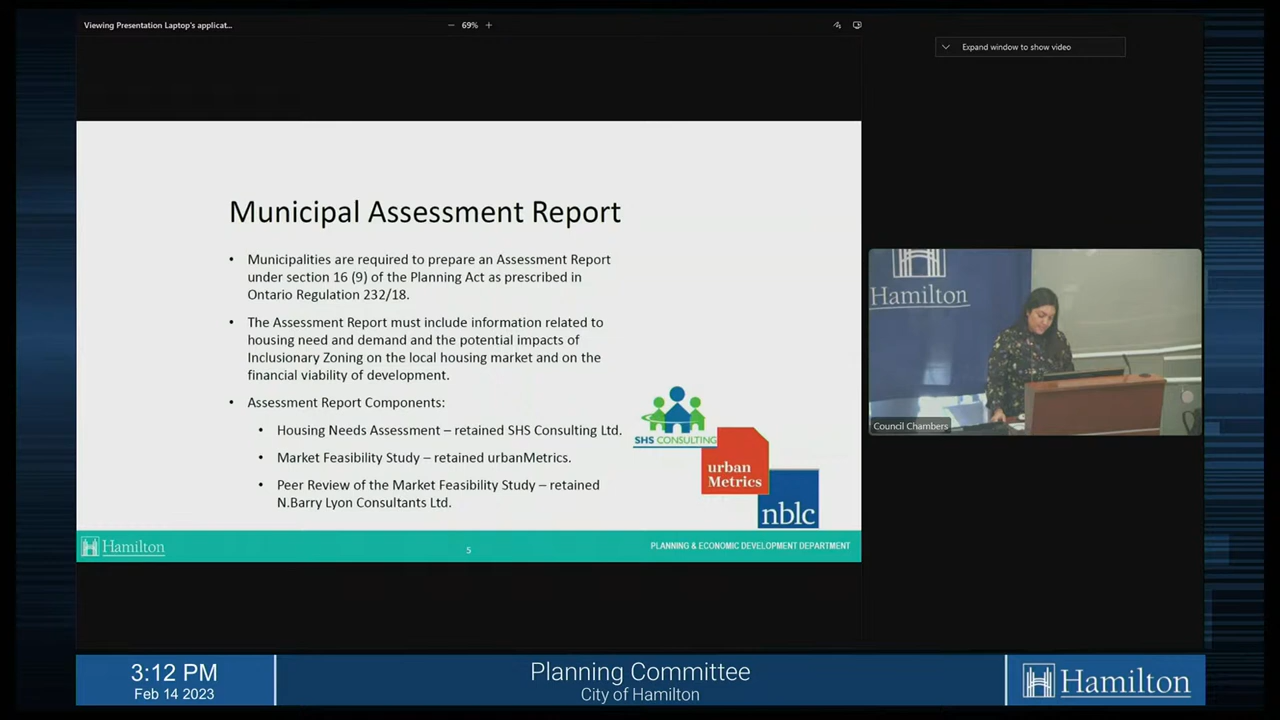 Viewing Presentation Laptop's applicat...
69%
Expand window to show video
Municipal Assessment Report
• Municipalities are required to prepare an Assessment Report
under section 16 (9) of the Planning Act as prescribed in
Ontario Regulation 232/18.
• The Assessment Report must include information related to
housing need and demand and the potential impacts of
Inclusionary Zoning on the local housing market and on the
financial viability of development.
• Assessment Report Components:
• Housing Needs Assessment – retained SHS Consulting Ltd.
• Market Feasibility Study – retained urbanMetrics.
• Peer Review of the Market Feasibility Study – retained
N.Barry Lyon Consultants Ltd.
SHS CONSULTING
urban
Metrics
nblc
Hamilton
5
PLANNING & ECONOMIC DEVELOPMENT DEPARTMENT
Hamilton
Council Chambers
3:12 PM
Feb 14 2023
Planning Committee
City of Hamilton
Hamilton